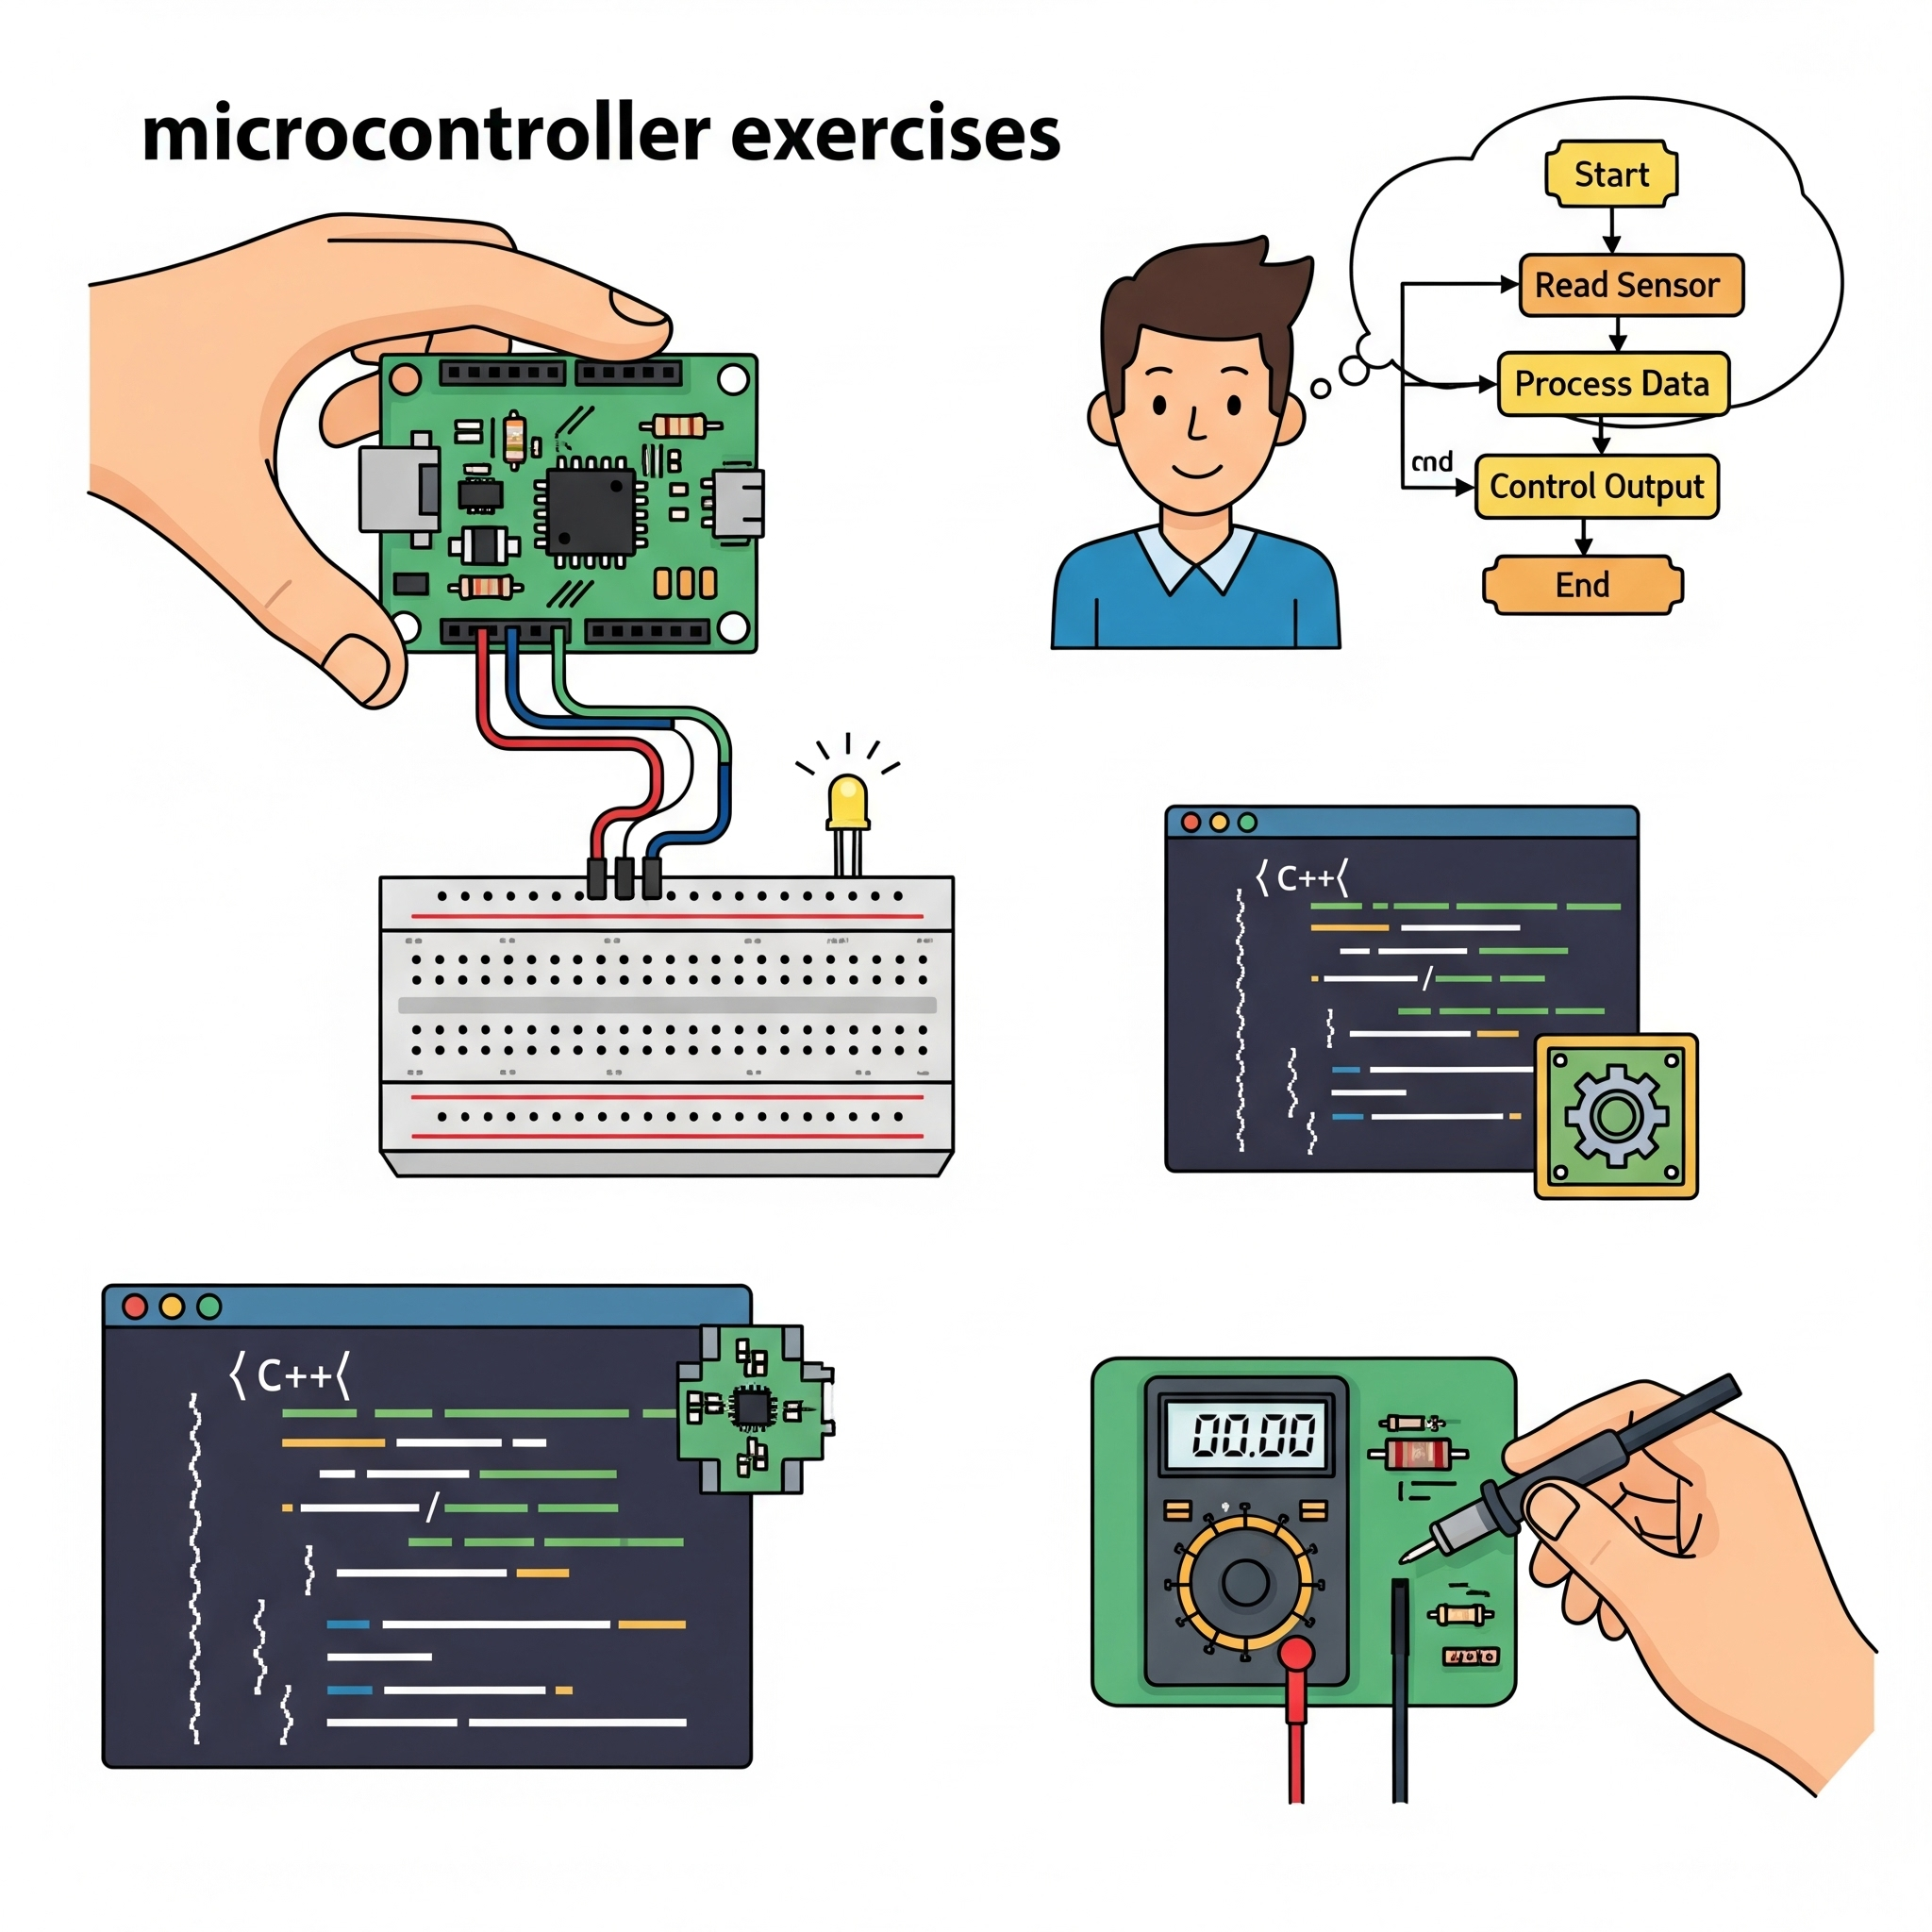 microcontroller exercises
Start
Read Sensor
Process Data
cnd
Control Output
End
⟨ C++⟨
⟨ C++⟨
00.00